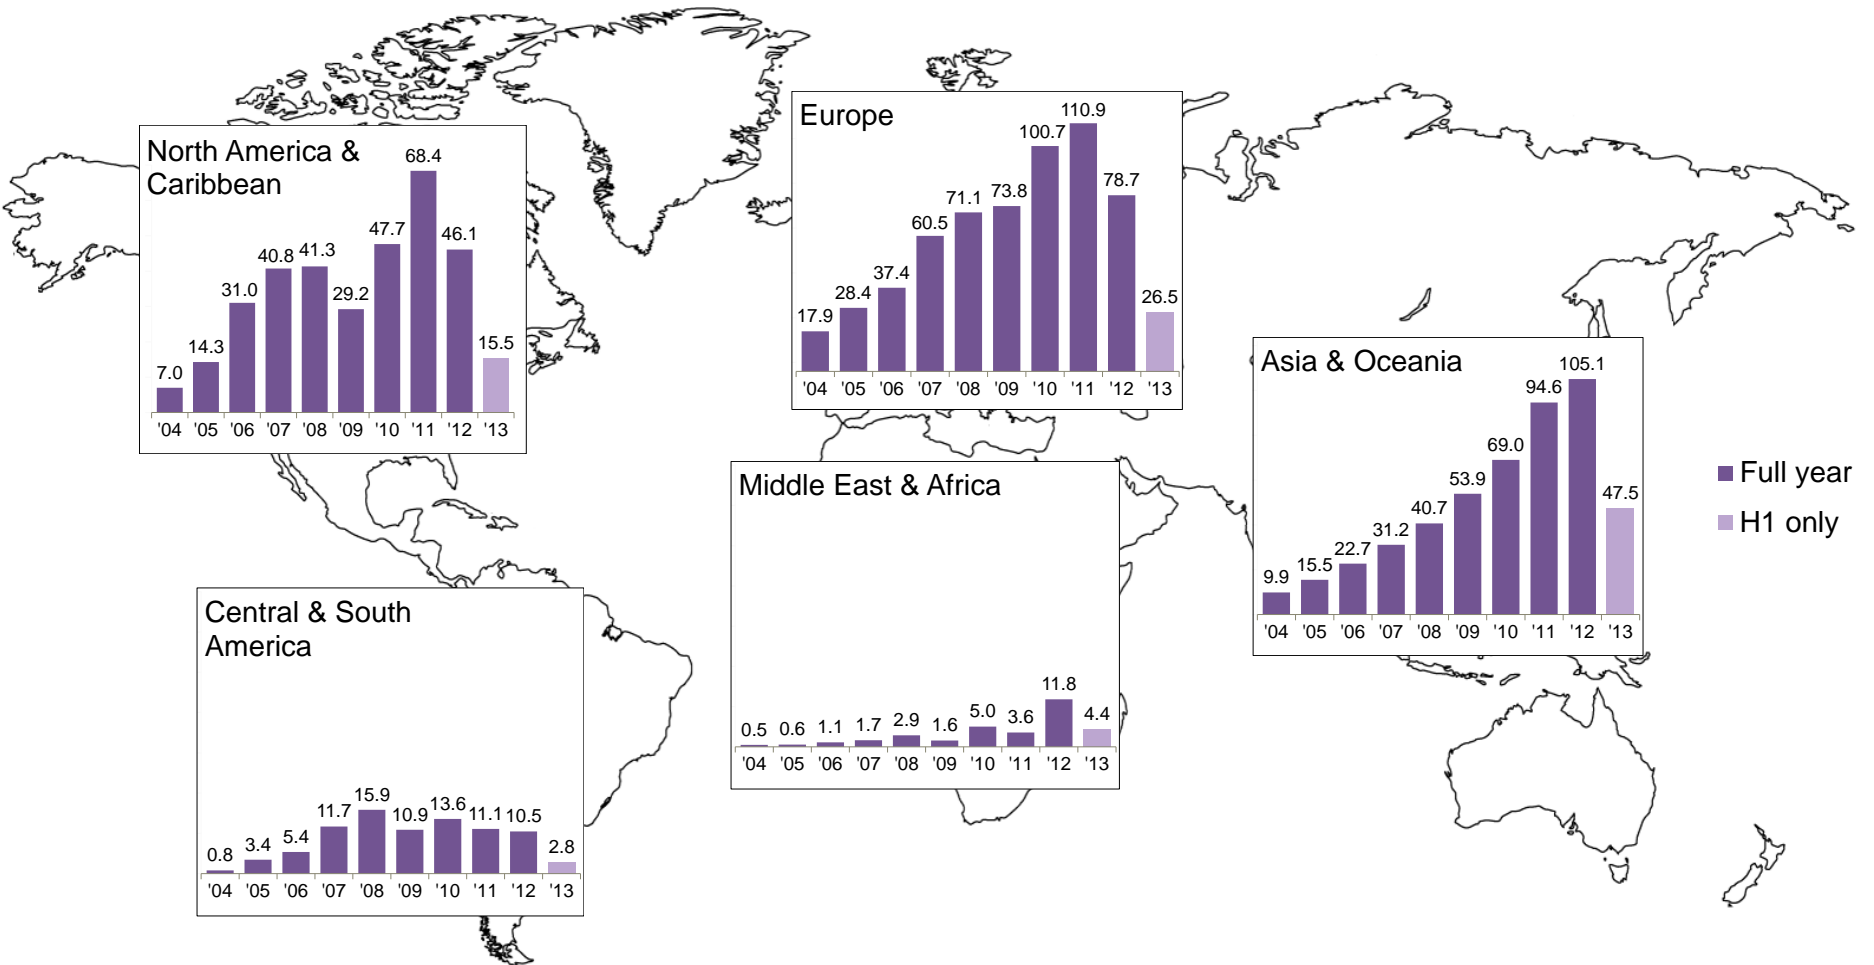 North America &
Caribbean
7.0 14.3 31.0 40.8 41.3 29.2 47.7 68.4 46.1 15.5
'04 '05 '06 '07 '08 '09 '10 '11 '12 '13
Europe
17.9 28.4 37.4 60.5 71.1 73.8 100.7 110.9 78.7 26.5
'04 '05 '06 '07 '08 '09 '10 '11 '12 '13
Asia & Oceania
9.9 15.5 22.7 31.2 40.7 53.9 69.0 94.6 105.1 47.5
'04 '05 '06 '07 '08 '09 '10 '11 '12 '13
Full year
H1 only
Middle East & Africa
0.5 0.6 1.1 1.7 2.9 1.6 5.0 3.6 11.8 4.4
'04 '05 '06 '07 '08 '09 '10 '11 '12 '13
Central & South
America
0.8 3.4 5.4 11.7 15.9 10.9 13.6 11.1 10.5 2.8
'04 '05 '06 '07 '08 '09 '10 '11 '12 '13